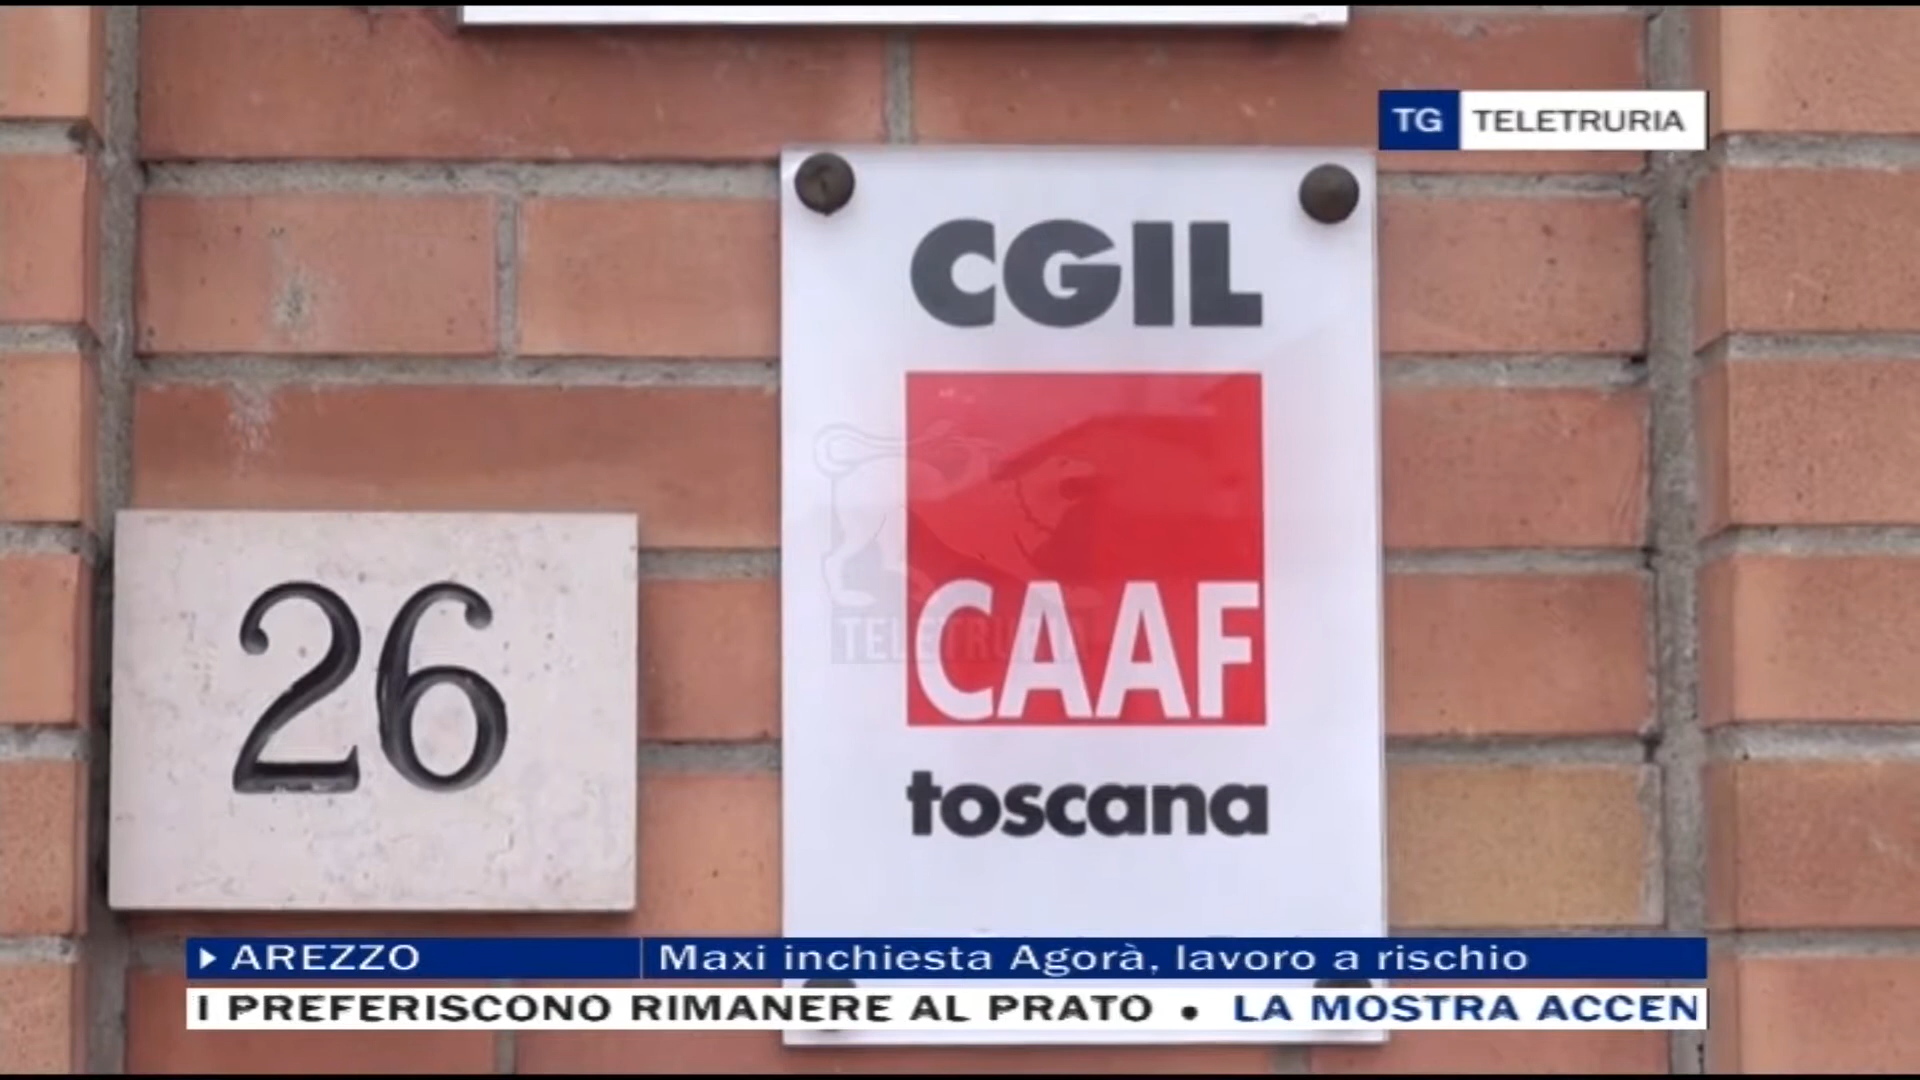 TG TELETRURIA
CGIL
CAAF
TELETRURIA
toscana
26
AREZZO Maxi inchiesta Agorà, lavoro a rischio
I PREFERISCONO RIMANERE AL PRATO • LA MOSTRA ACCEN